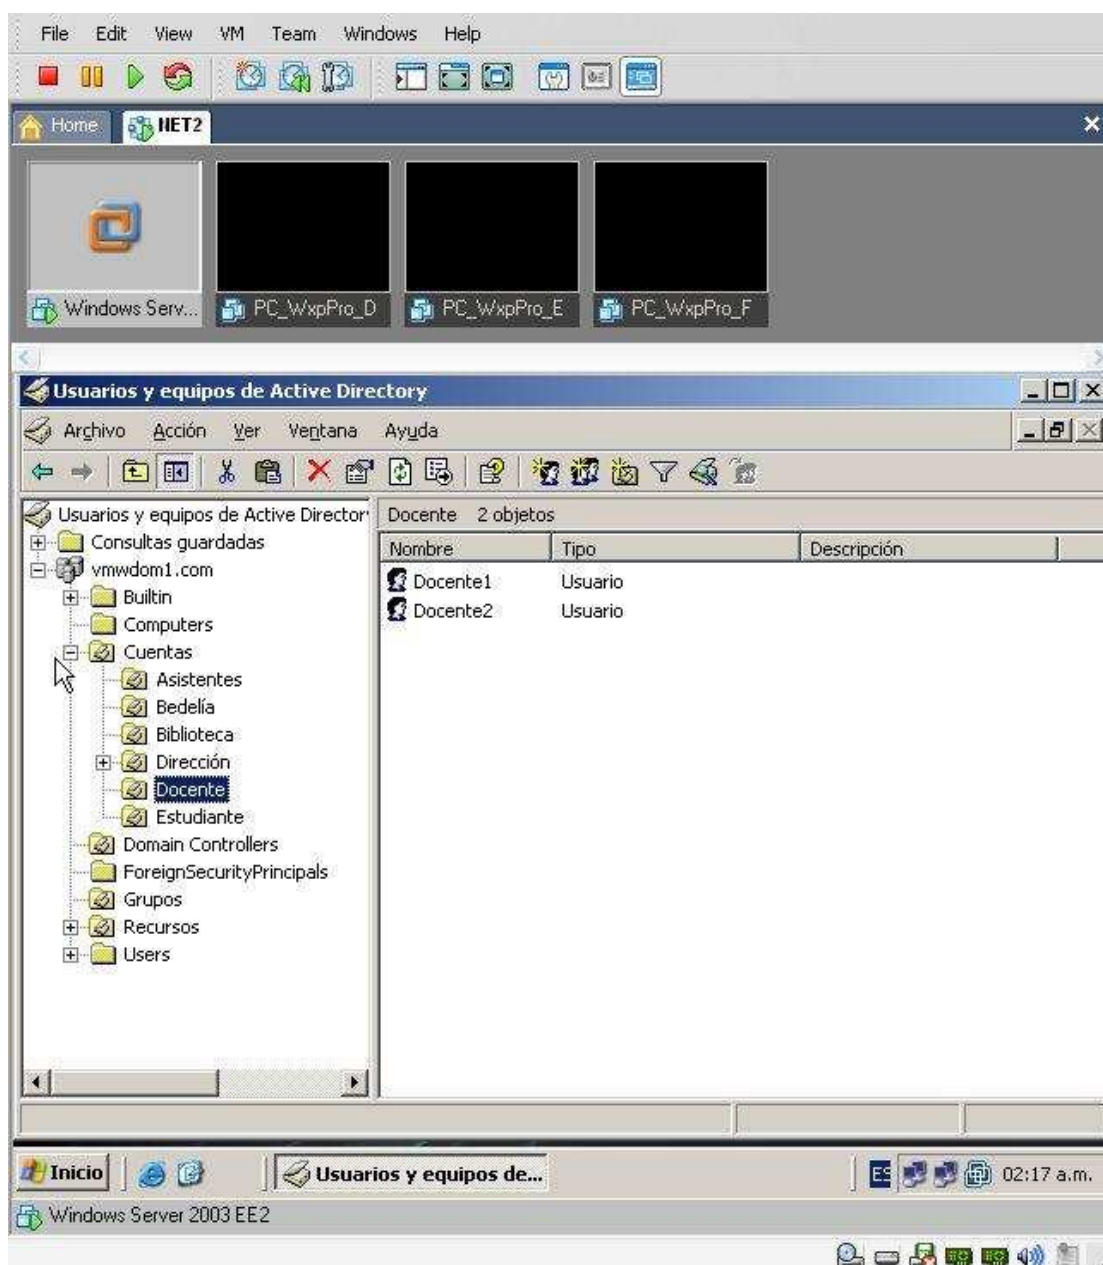 File Edit View VM Team Windows Help
Home NET2
Windows Serv... PC_WxpPro_D PC_WxpPro_E PC_WxpPro_F
Usuarios y equipos de Active Directory
Archivo Acción Ver Ventana Ayuda
Usuarios y equipos de Active Director
Consultas guardadas
vmwdom1.com
Builtin
Computers
Cuentas
Asistentes
Bedelía
Biblioteca
Dirección
Docente
Estudiante
Domain Controllers
ForeignSecurityPrincipals
Grupos
Recursos
Users
Docente 2 objetos
Nombre Tipo Descripción
Docente1 Usuario
Docente2 Usuario
Inicio Usuarios y equipos de... ES 02:17 a.m.
Windows Server 2003 EE2